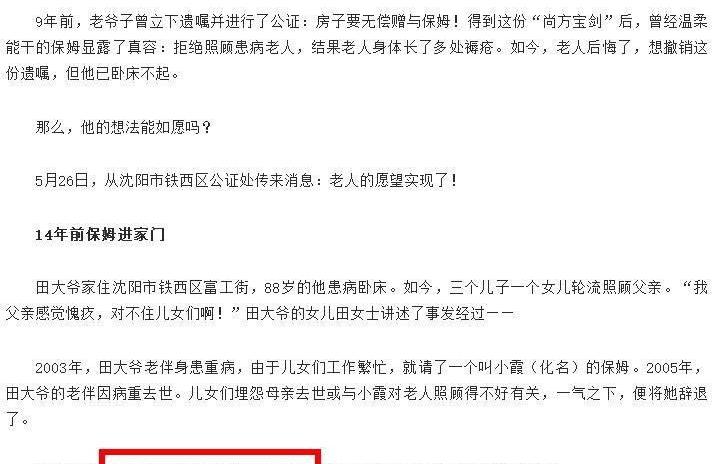 9年前，老爷子曾立下遗嘱并进行了公证：房子要无偿赠与保姆！得到这份“尚方宝剑”后，曾经温柔
能干的保姆显露了真容：拒绝照顾患病老人，结果老人身体长了多处褥疮。如今，老人后悔了，想撤销这
份遗嘱，但他已卧床不起。
那么，他的想法能如愿吗？
5月26日，从沈阳市铁西区公证处传来消息：老人的愿望实现了！
14年前保姆进家门
田大爷家住沈阳市铁西区富工街，88岁的他患病卧床。如今，三个儿子一个女儿轮流照顾父亲。“我
父亲感觉愧疚，对不住儿女们啊！”田大爷的女儿田女士讲述了事发经过——
2003年，田大爷老伴身患重病，由于儿女们工作繁忙，就请了一个叫小霞（化名）的保姆。2005年，
田大爷的老伴因病重去世。儿女们埋怨母亲去世或与小霞对老人照顾得不好有关，一气之下，便将她辞退
了。